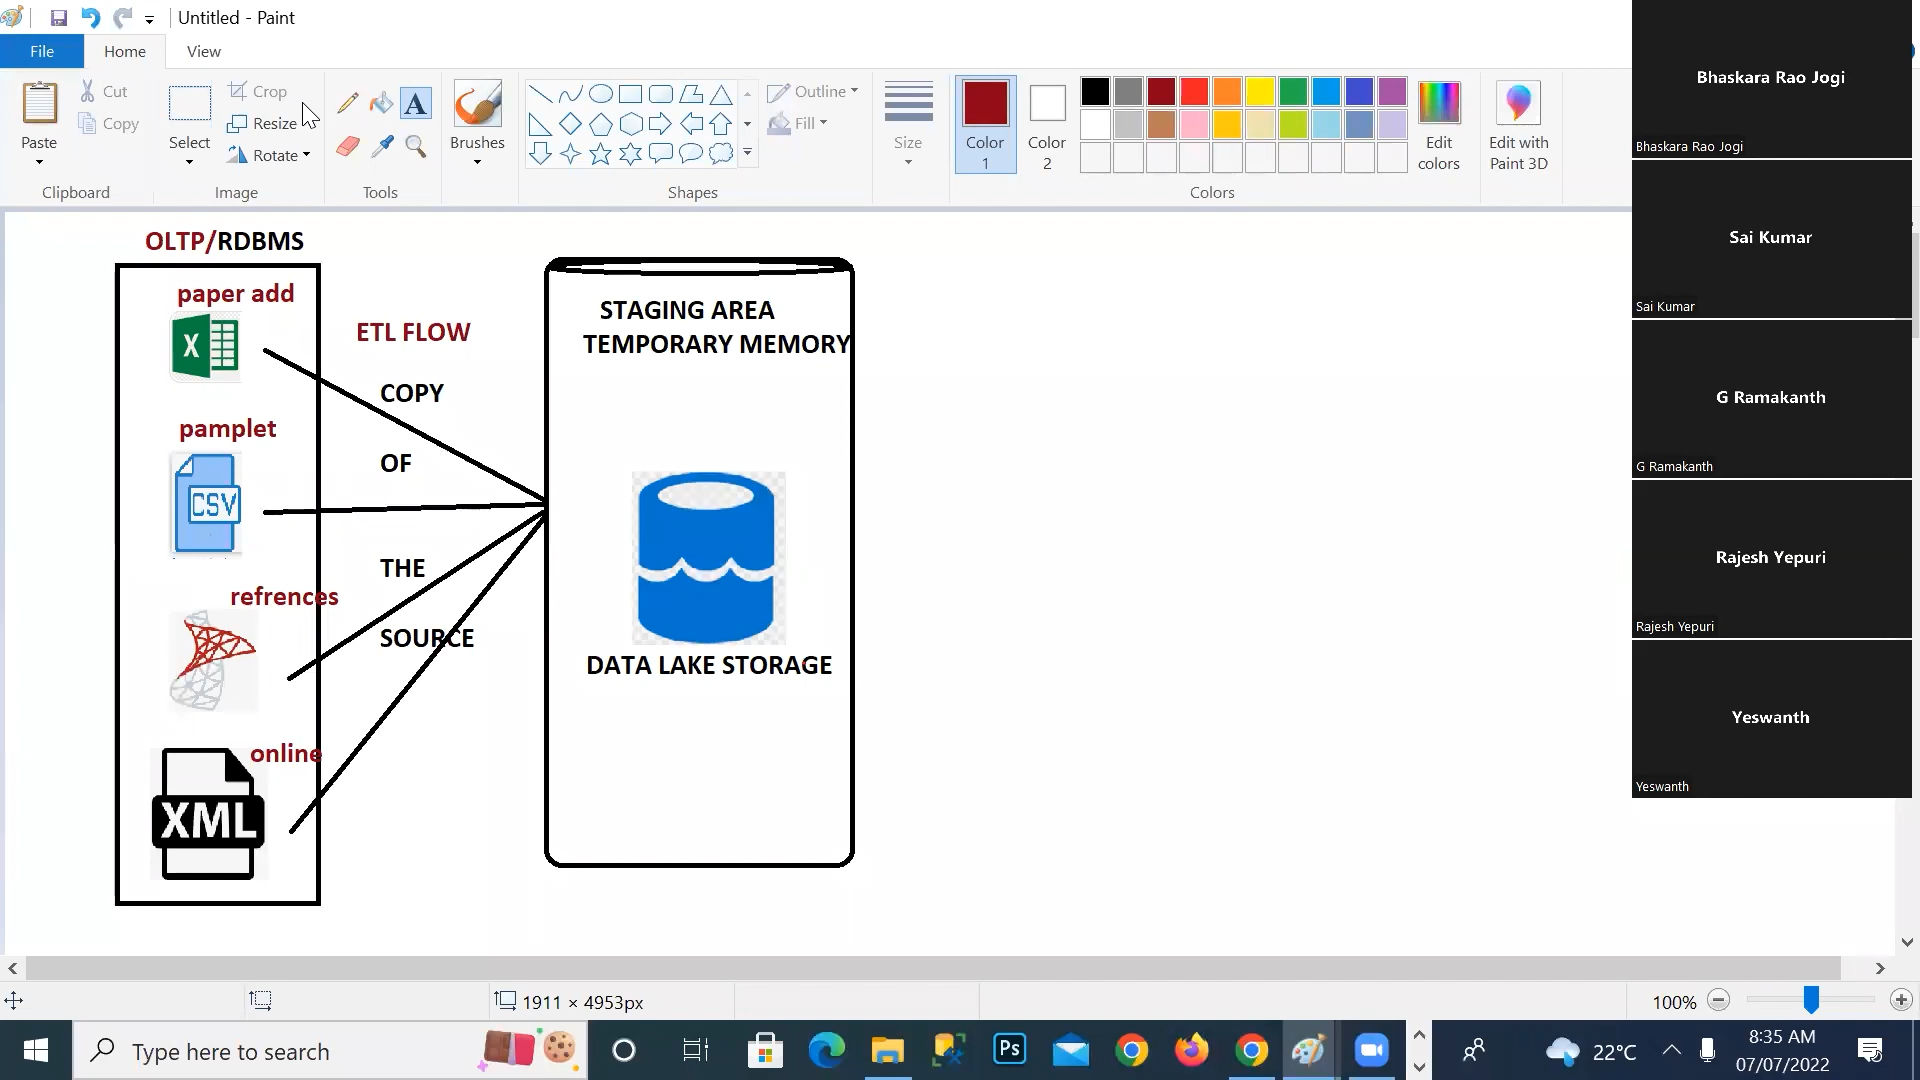 Untitled - Paint
File Home View
Paste
Cut
Copy
Clipboard
Select
Crop
Resize
Rotate
Image
A
Tools
Brushes
Shapes
Outline
Fill
Size
Color 1
Color 2
Colors
Edit colors
Edit with Paint 3D
Bhaskara Rao Jogi
Bhaskara Rao Jogi
Sai Kumar
Sai Kumar
G Ramakanth
G Ramakanth
Rajesh Yepuri
Rajesh Yepuri
Yeswanth
Yeswanth
OLTP/RDBMS
paper add
X
pamplet
CSV
refrences
online
XML
ETL FLOW
COPY
OF
THE
SOURCE
STAGING AREA
TEMPORARY MEMORY
DATA LAKE STORAGE
1911 × 4953px
100%
Type here to search
Ps
22°C
8:35 AM
07/07/2022